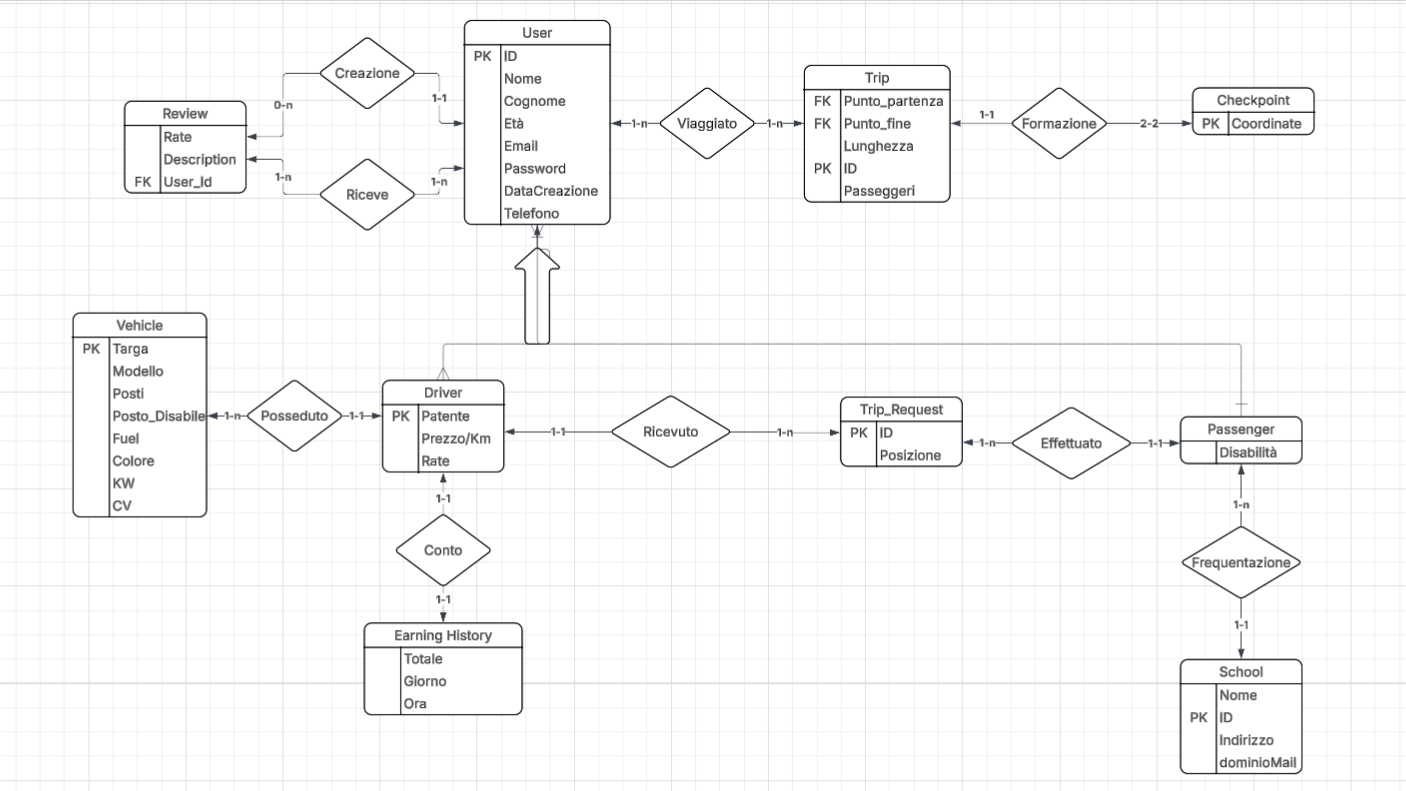 User
PK ID
Nome
Cognome
Età
Email
Password
DataCreazione
Telefono
Creazione
0-n
1-1
Review
Rate
Description
FK User_Id
1-n
1-n
Riceve
1-n
Viaggiato
1-n
Trip
FK Punto_partenza
FK Punto_fine
Lunghezza
PK ID
Passeggeri
1-1
Formazione
2-2
Checkpoint
PK Coordinate
Vehicle
PK Targa
Modello
Posti
Posto_Disabile
Fuel
Colore
KW
CV
1-n
Posseduto
1-1
Driver
PK Patente
Prezzo/Km
Rate
1-1
Ricevuto
1-n
Trip_Request
PK ID
Posizione
1-n
Effettuato
1-1
Passenger
Disabilità
1-1
Conto
1-1
Earning History
Totale
Giorno
Ora
1-n
Frequentazione
1-1
School
Nome
PK ID
Indirizzo
dominioMail